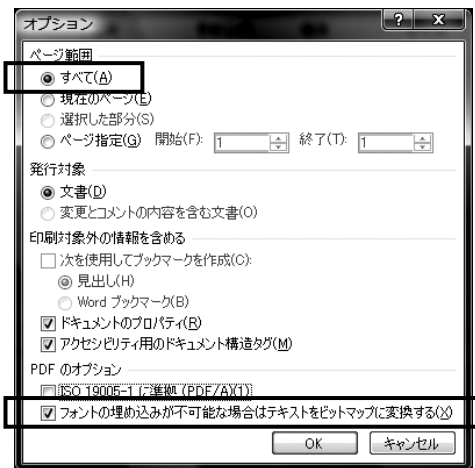 オプション
ページ範囲
すべて(A)
現在のページ(E)
選択した部分(S)
ページ指定(G) 開始(F): 1 終了(T): 1
発行対象
文書(D)
変更とコメントの内容を含む文書(O)
印刷対象外の情報を含める
次を使用してブックマークを作成(C):
見出し(H)
Word ブックマーク(B)
ドキュメントのプロパティ(R)
アクセシビリティ用のドキュメント構造タグ(M)
PDF のオプション
ISO 19005-1 に準拠 (PDF/A)(1)
フォントの埋め込みが不可能な場合はテキストをビットマップに変換する(X)
OK キャンセル